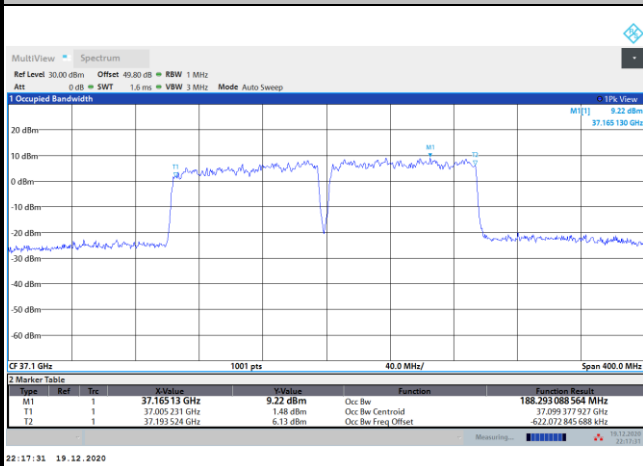 MultiView Spectrum
Ref Level 30.00 dBm Offset 49.80 dB RBW 1 MHz
Att 0 dB SWT 1.6 ms VBW 3 MHz Mode Auto Sweep
1 Occupied Bandwidth 1Pk View
M1[1] 9.22 dBm
37.165 130 GHz
20 dBm
M1
10 dBm
T1 T2
0 dBm
-10 dBm
-20 dBm
-30 dBm
-40 dBm
-50 dBm
-60 dBm
CF 37.1 GHz 1001 pts 40.0 MHz/ Span 400.0 MHz
2 Marker Table
Type Ref Trc X-Value Y-Value Function Function Result
M1 1 37.16513 GHz 9.22 dBm Occ Bw 188.293 088 564 MHz
T1 1 37.005 231 GHz 1.48 dBm Occ Bw Centroid 37.099 377 927 GHz
T2 1 37.193 524 GHz 6.13 dBm Occ Bw Freq Offset -622.072 845 688 kHz
Measuring... 19.12.2020
22:17:31
22:17:31 19.12.2020